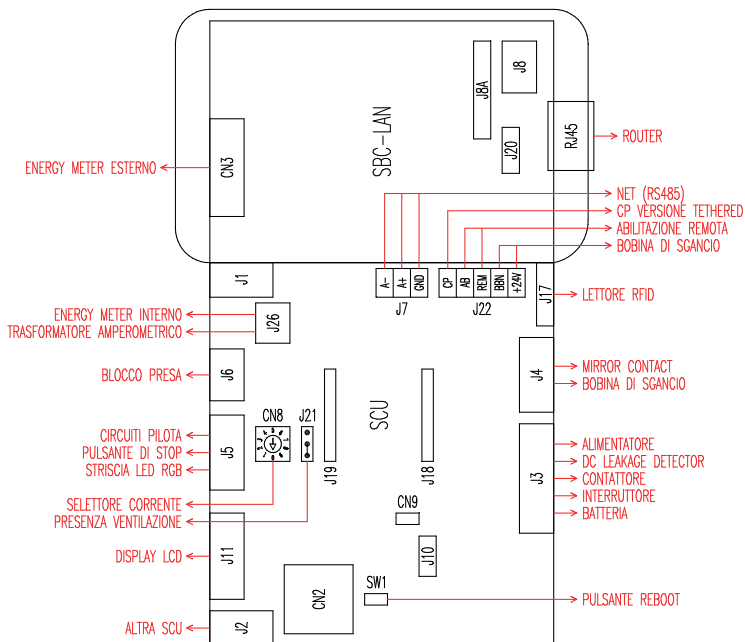 J8A
J8
SBC-LAN
RJ45
ROUTER
J20
CN3
ENERGY METER ESTERNO
NET (RS485)
CP VERSIONE TETHERED
ABILITAZIONE REMOTA
BOBINA DI SGANCIO
J1
A-
A+
GND
CP
AB
REM
BBN
+24V
J17
LETTORE RFID
J7
J22
ENERGY METER INTERNO
TRASFORMATORE AMPEROMETRICO
J26
BLOCCO PRESA
J6
J4
MIRROR CONTACT
BOBINA DI SGANCIO
CN8
J21
SCU
CIRCUITI PILOTA
PULSANTE DI STOP
STRISCIA LED RGB
J5
J19
J18
J3
ALIMENTATORE
DC LEAKAGE DETECTOR
CONTATTORE
INTERRUTTORE
BATTERIA
SELETTORE CORRENTE
PRESENZA VENTILAZIONE
CN9
DISPLAY LCD
J11
J10
CN2
SW1
PULSANTE REBOOT
ALTRA SCU
J2